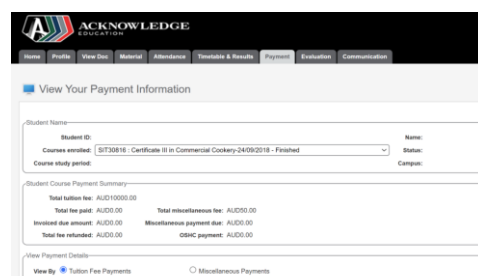 ACKNOWLEDGE
EDUCATION
Home Profile View Doc Material Attendance Timetable & Results Payment Evaluation Communication
View Your Payment Information
Student Name
Student ID: Name:
Courses enrolled: SIT30816 : Certificate III in Commercial Cookery-24/09/2018 - Finished Status:
Course study period: Campus:
Student Course Payment Summary
Total tuition fee: AUD10000.00
Total fee paid: AUD0.00 Total miscellaneous fee: AUD50.00
Invoiced due amount: AUD0.00 Miscellaneous payment due: AUD0.00
Total fee refunded: AUD0.00 OSHC payment: AUD0.00
View Payment Details
View By Tuition Fee Payments Miscellaneous Payments